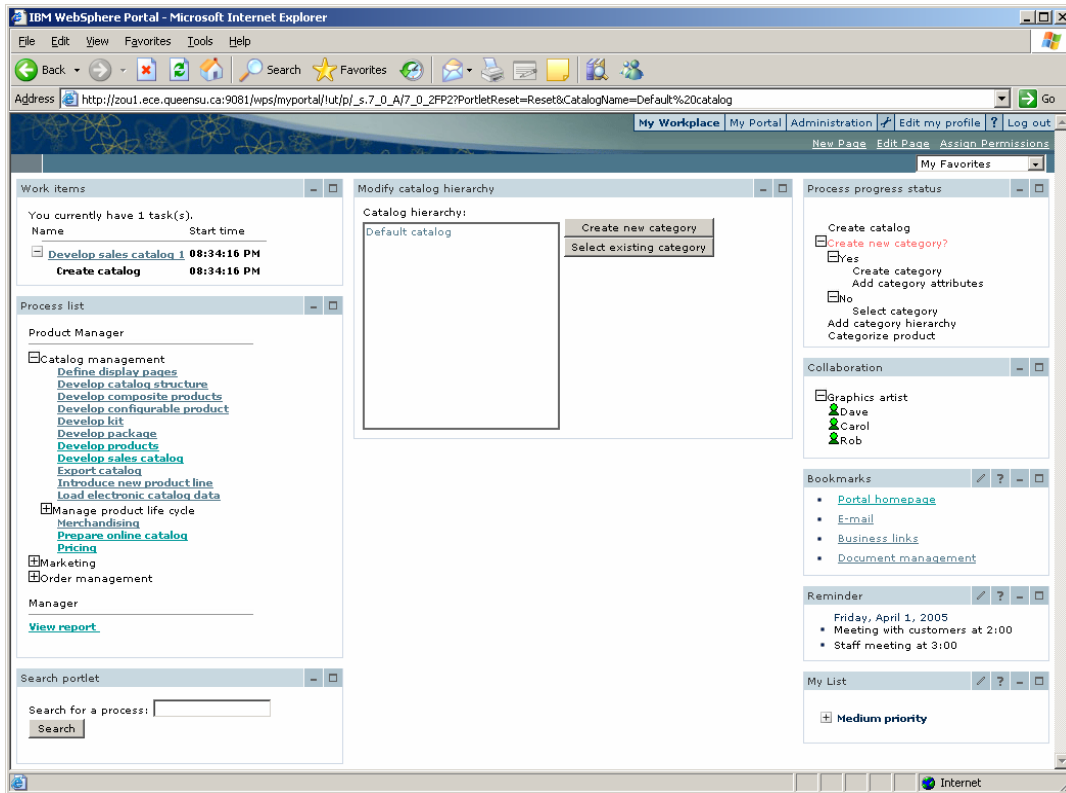 IBM WebSphere Portal - Microsoft Internet Explorer
File Edit View Favorites Tools Help
Back Search Favorites
Address http://zou1.ece.queensu.ca:9081/wps/myportal/!ut/p/_s.7_0_A/7_0_2FP2?PortletReset=Reset&CatalogName=Default%20catalog Go
My Workplace My Portal Administration Edit my profile ? Log out
New Page Edit Page Assign Permissions
My Favorites
Work items
You currently have 1 task(s).
Name Start time
Develop sales catalog 1 08:34:16 PM
Create catalog 08:34:16 PM
Process list
Product Manager
Catalog management
Define display pages
Develop catalog structure
Develop composite products
Develop configurable product
Develop kit
Develop package
Develop products
Develop sales catalog
Export catalog
Introduce new product line
Load electronic catalog data
Manage product life cycle
Merchandising
Prepare online catalog
Pricing
Marketing
Order management
Manager
View report
Search portlet
Search for a process:
Search
Modify catalog hierarchy
Catalog hierarchy:
Default catalog
Create new category
Select existing category
Process progress status
Create catalog
Create new category?
Yes
Create category
Add category attributes
No
Select category
Add category hierarchy
Categorize product
Collaboration
Graphics artist
Dave
Carol
Rob
Bookmarks ?
• Portal homepage
• E-mail
• Business links
• Document management
Reminder ?
Friday, April 1, 2005
• Meeting with customers at 2:00
• Staff meeting at 3:00
My List ?
Medium priority
Internet